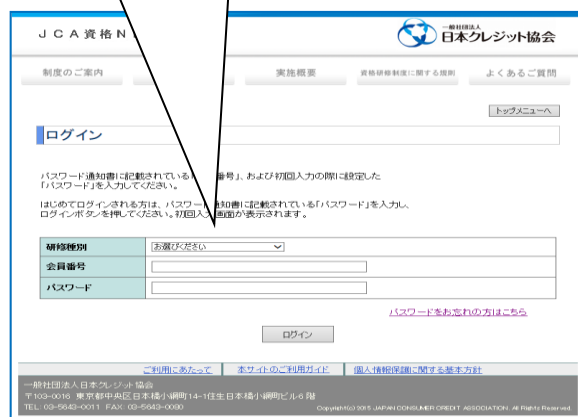 JCA資格N
一般社団法人
日本クレジット協会
制度のご案内
実施概要
資格研修制度に関する規則
よくあるご質問
トップメニューへ
ログイン
パスワード通知書に記載されている
番号」、および初回入力の際に設定した
「パスワード」を入力してください。
はじめてログインされる方は、パスワード通知書に記載されている「パスワード」を入力し、
ログインボタンを押してください。初回入力画面が表示されます。
研修種別
お選びください
会員番号
パスワード
パスワードをお忘れの方はこちら
ログイン
ご利用にあたって
本サイトのご利用ガイド
個人情報保護に関する基本方針
一般社団法人日本クレジット協会
〒103-0016 東京都中央区日本橋小網町14-1住生日本橋小網町ビル6階
TEL: 03-5643-0011 FAX: 03-5643-0080
Copyright(c) 2015 JAPAN CONSUMER CREDIT ASSOCIATION. All Rights Reserved.